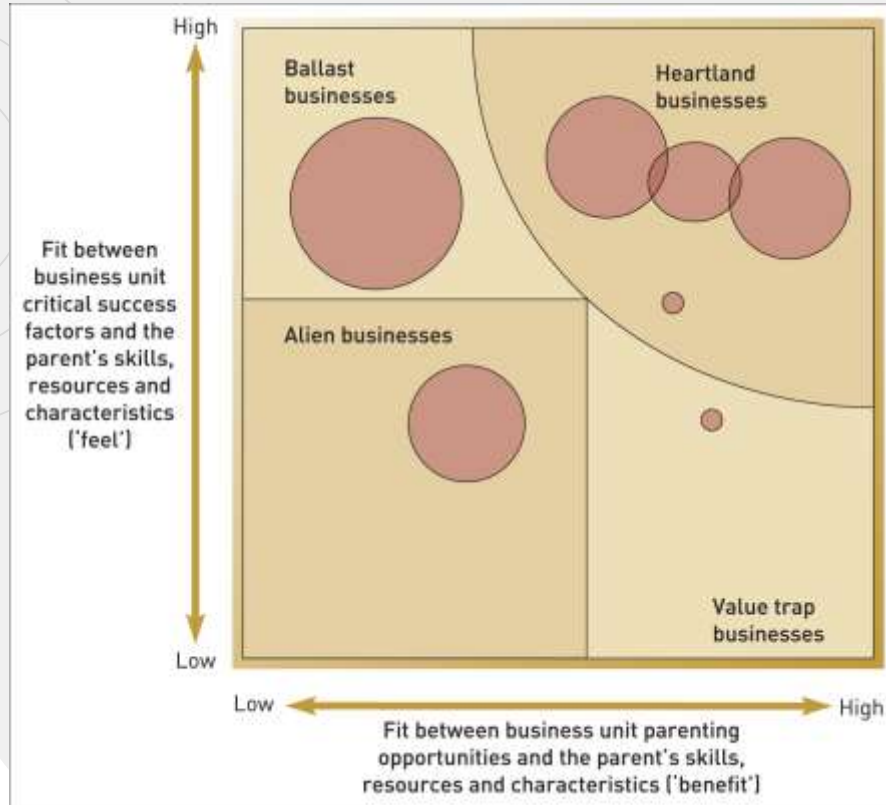 High
Ballast
businesses
Heartland
businesses
Fit between
business unit
critical success
factors and the
parent's skills,
resources and
characteristics
('feel')
Alien businesses
Value trap
businesses
Low
Low
High
Fit between business unit parenting
opportunities and the parent's skills,
resources and characteristics ('benefit')